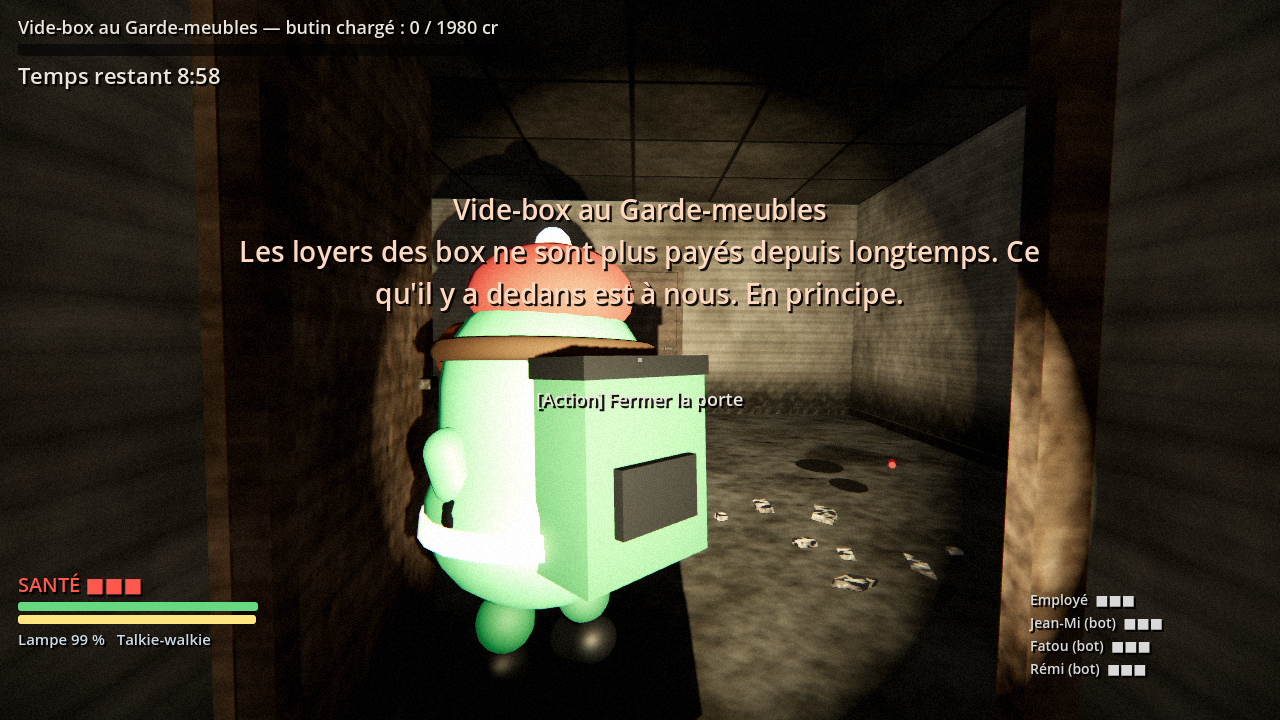 Vide-box au Garde-meubles — butin chargé : 0 / 1980 cr
Temps restant 8:58
Vide-box au Garde-meubles
Les loyers des box ne sont plus payés depuis longtemps. Ce
qu'il y a dedans est à nous. En principe.
[Action] Fermer la porte
SANTÉ
Lampe 99 % Talkie-walkie
Employé
Jean-Mi (bot)
Fatou (bot)
Rémi (bot)